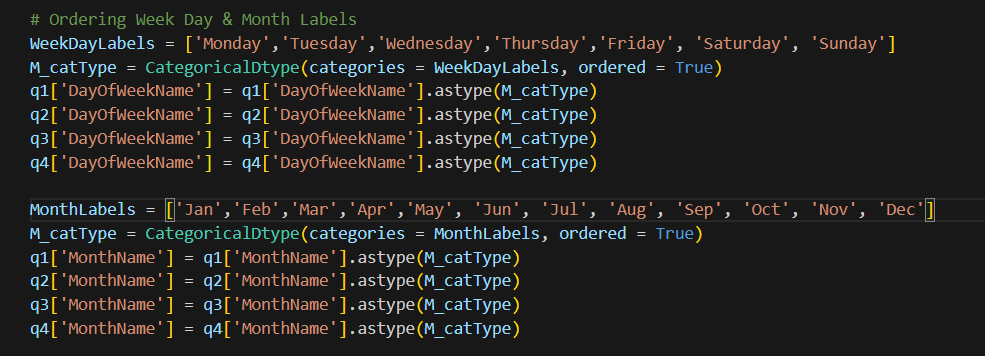 # Ordering Week Day & Month Labels
WeekDayLabels = ['Monday','Tuesday','Wednesday','Thursday','Friday', 'Saturday', 'Sunday']
M_catType = CategoricalDtype(categories = WeekDayLabels, ordered = True)
q1['DayOfWeekName'] = q1['DayOfWeekName'].astype(M_catType)
q2['DayOfWeekName'] = q2['DayOfWeekName'].astype(M_catType)
q3['DayOfWeekName'] = q3['DayOfWeekName'].astype(M_catType)
q4['DayOfWeekName'] = q4['DayOfWeekName'].astype(M_catType)
MonthLabels = ['Jan','Feb','Mar','Apr','May', 'Jun', 'Jul', 'Aug', 'Sep', 'Oct', 'Nov', 'Dec']
M_catType = CategoricalDtype(categories = MonthLabels, ordered = True)
q1['MonthName'] = q1['MonthName'].astype(M_catType)
q2['MonthName'] = q2['MonthName'].astype(M_catType)
q3['MonthName'] = q3['MonthName'].astype(M_catType)
q4['MonthName'] = q4['MonthName'].astype(M_catType)